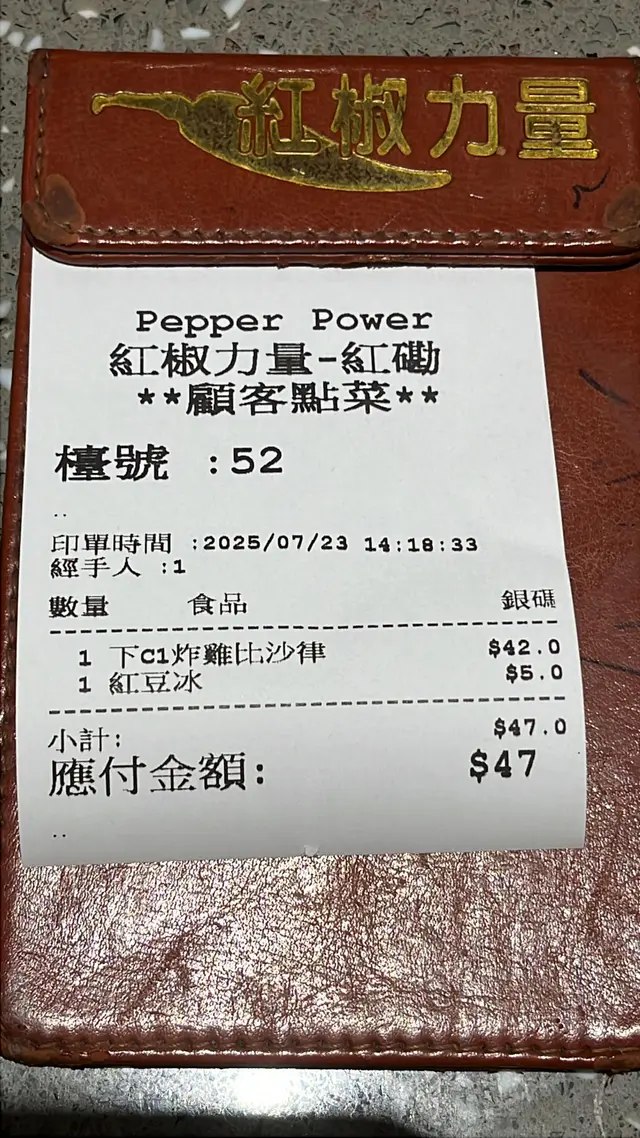 紅椒力量
Pepper Power
紅椒力量-紅磡
**顧客點菜**
檯號 :52
..
印單時間 :2025/07/23 14:18:33
經手人 :1
數量 食品 銀碼
1 下C1炸雞比沙律 $42.0
1 紅豆冰 $5.0
小計: $47.0
應付金額: $47
..